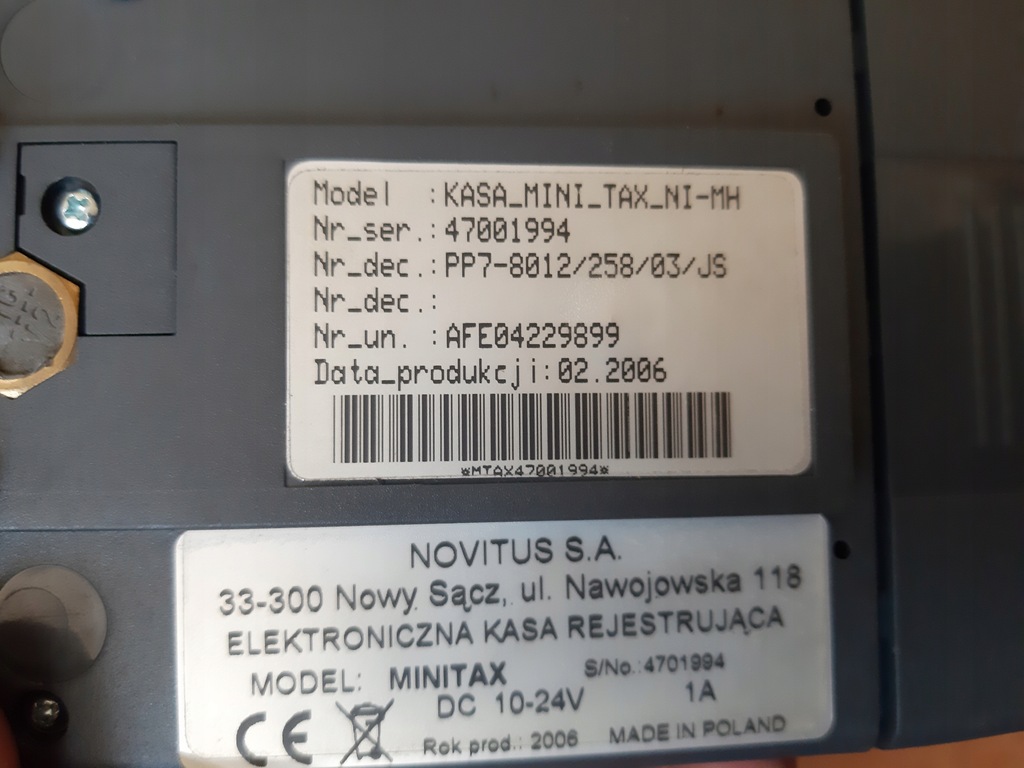 Model :KASA_MINI_TAX_NI-MH
Nr_ser.:47001994
Nr_dec.:PP7-8012/258/03/JS
Nr_dec.:
Nr_un. :AFE04229899
Data_produkcji:02.2006
*MTAX47001994*
NOVITUS S.A.
33-300 Nowy Sącz, ul. Nawojowska 118
ELEKTRONICZNA KASA REJESTRUJĄCA
MODEL: MINITAX S/No.:4701994
DC 10-24V 1A
CE Rok prod.: 2006 MADE IN POLAND